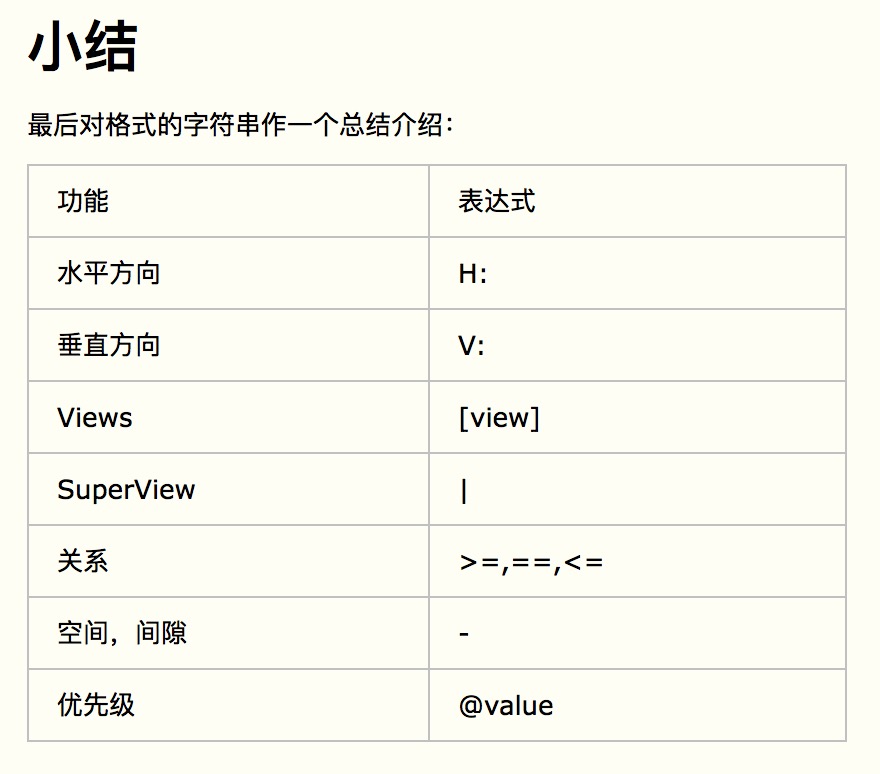 小结
最后对格式的字符串作一个总结介绍：
功能 表达式
水平方向 H:
垂直方向 V:
Views [view]
SuperView |
关系 >=,==,<=
空间，间隙 -
优先级 @value